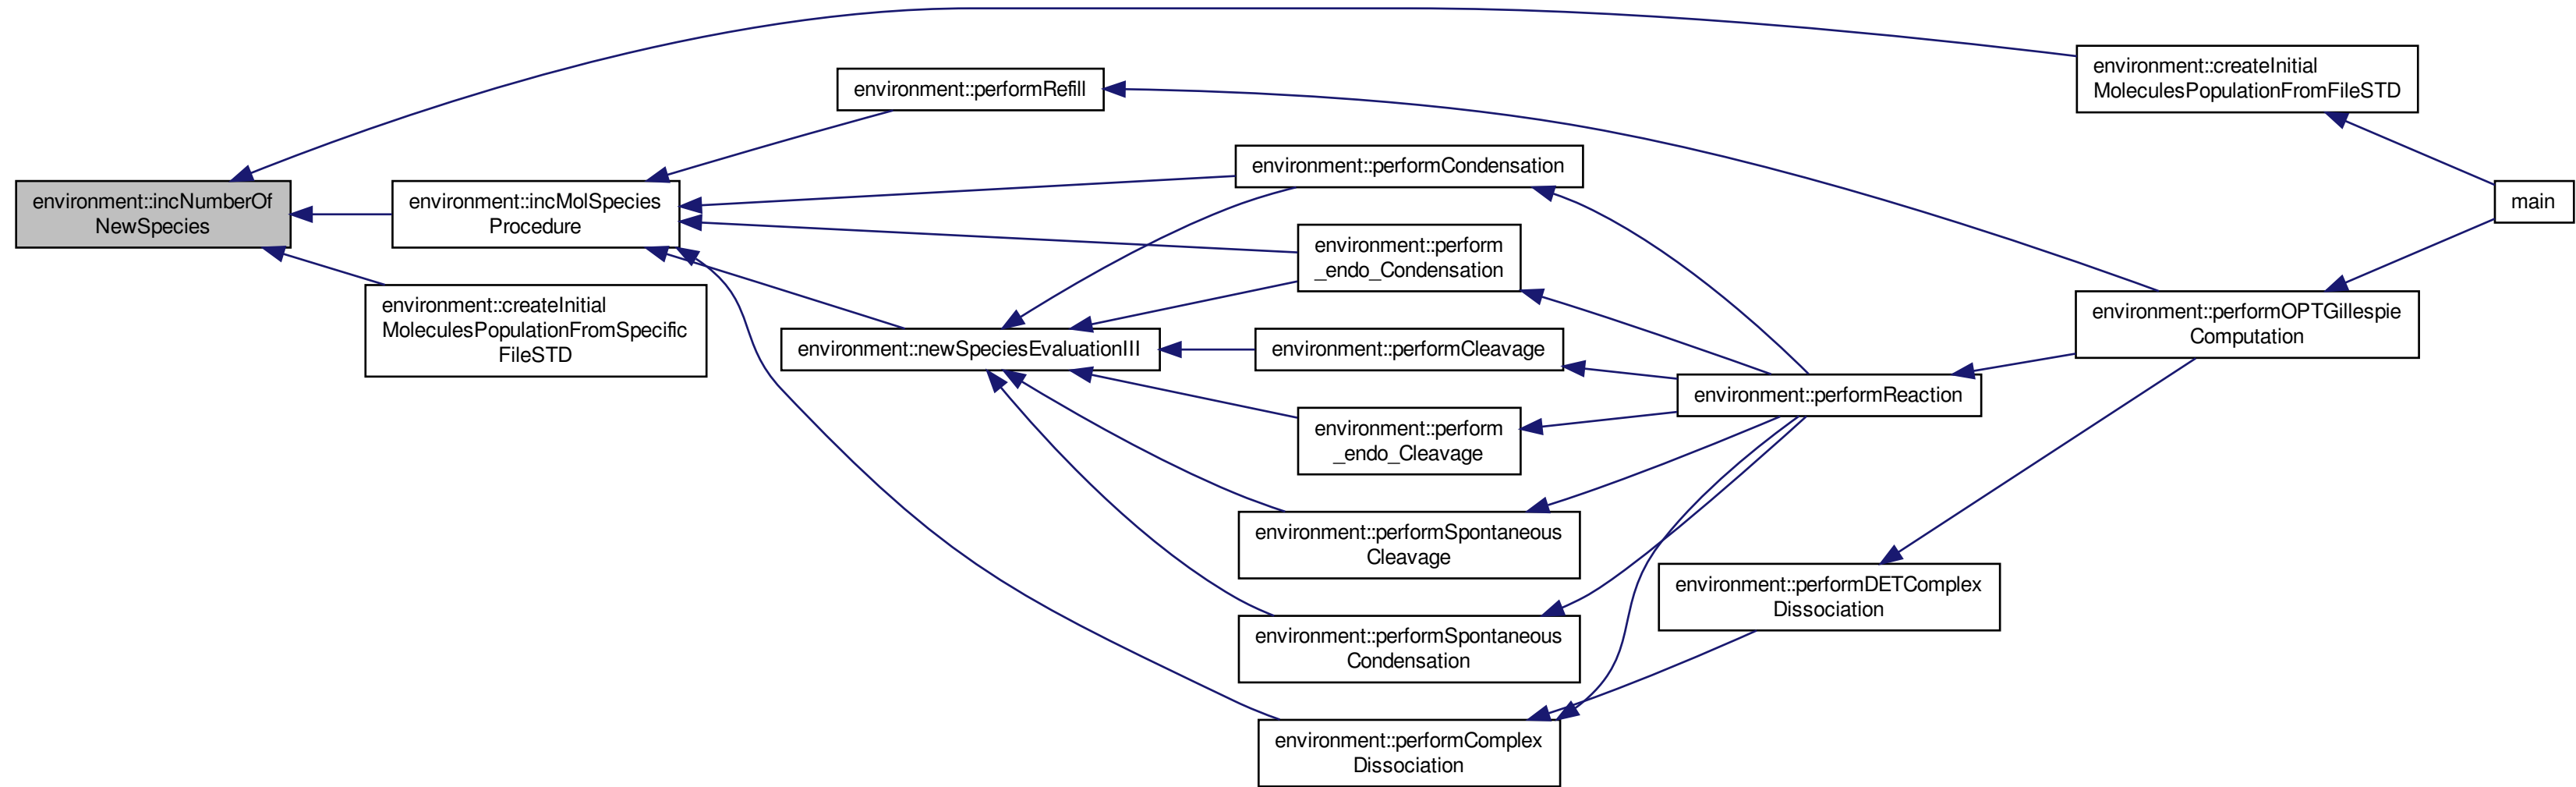 environment::incNumberOf
NewSpecies
environment::incMolSpecies
Procedure
environment::createInitial
MoleculesPopulationFromSpecific
FileSTD
environment::performRefill
environment::newSpeciesEvaluationIII
environment::performCondensation
environment::perform
_endo_Condensation
environment::performCleavage
environment::perform
_endo_Cleavage
environment::performSpontaneous
Cleavage
environment::performSpontaneous
Condensation
environment::performComplex
Dissociation
environment::performReaction
environment::performDETComplex
Dissociation
environment::createInitial
MoleculesPopulationFromFileSTD
environment::performOPTGillespie
Computation
main